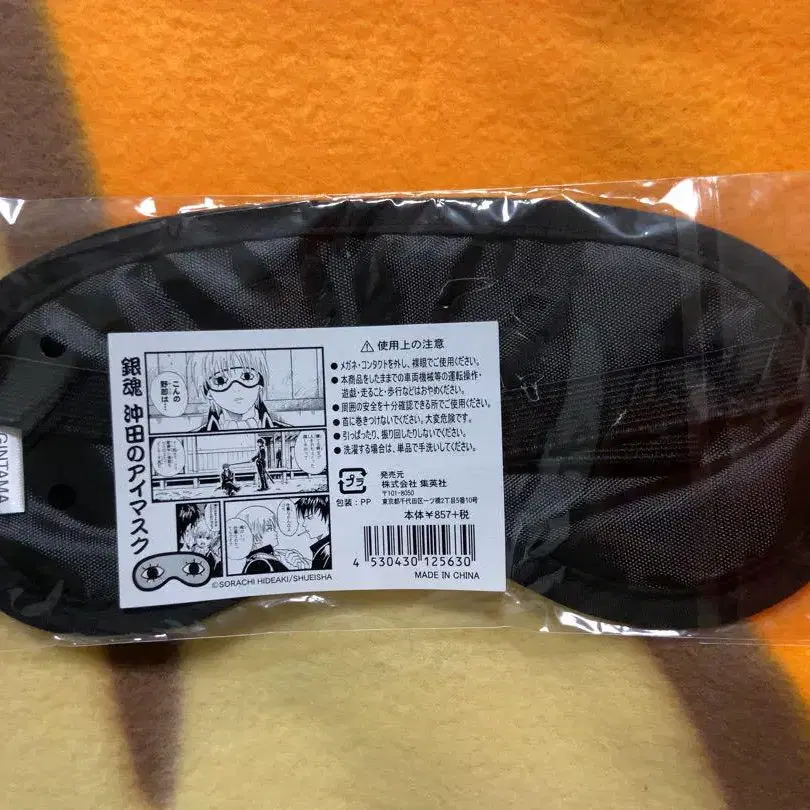 GINTAMA
銀魂 沖田のアイマスク
こんの
野郎は…
©SORACHI HIDEAKI/SHUEISHA
⚠ 使用上の注意
●メガネ・コンタクトを外し、裸眼でご使用ください。
●本商品をしたままでの車両機械等の運転操作・
遊戯・走ること・歩行などはおやめください。
●周囲の安全を十分確認できる所でご使用ください。
●首に巻きつけないでください。大変危険です。
●引っぱったり、振り回したりしないでください。
●洗濯する場合は、単品で手洗いしてください。
プラ
包装：PP
発売元
株式会社 集英社
〒101-8050
東京都千代田区一ツ橋2丁目5番10号
本体￥857+税
4 530430 125630
MADE IN CHINA